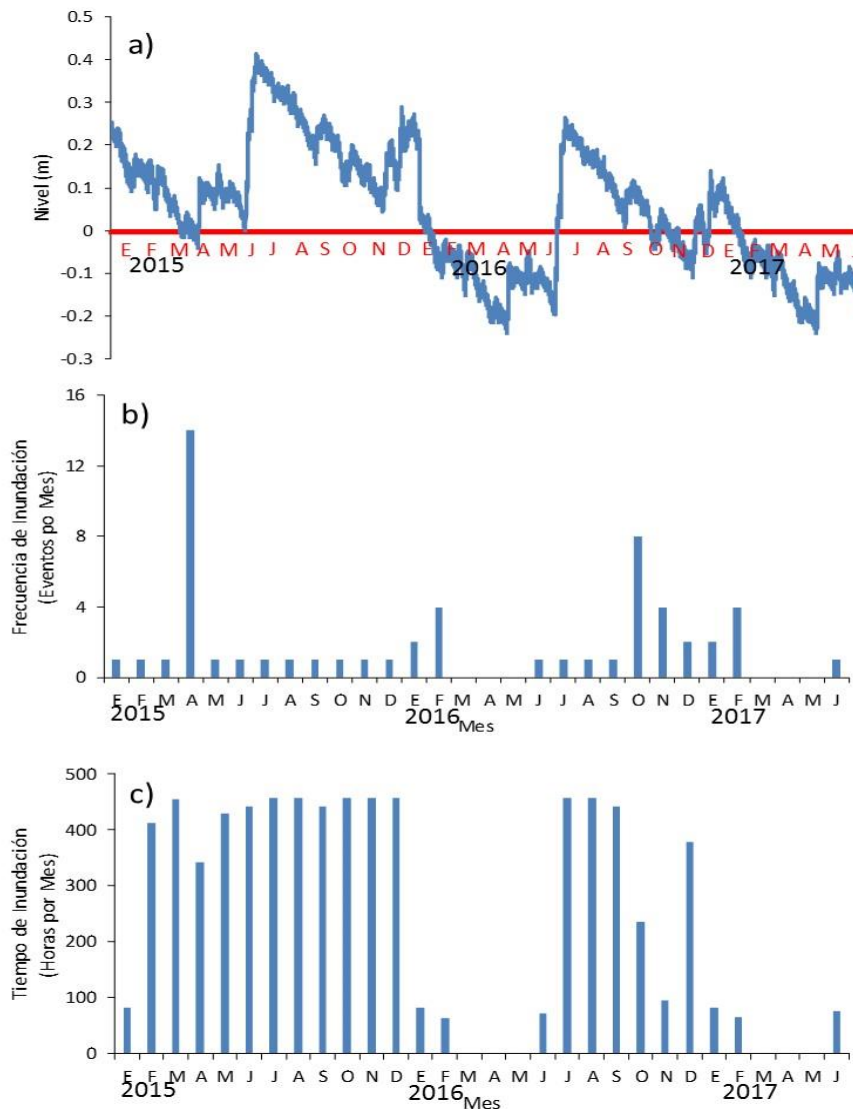 a)
Nivel (m)
0.5
0.4
0.3
0.2
0.1
0
-0.1
-0.2
-0.3
E F M A M J J A S O N D E F M A M J J A S O N D E F M A M J
2015 2016 2017
b)
Frecuencia de Inundación
(Eventos po Mes)
16
12
8
4
0
E F M A M J J A S O N D E F M A M J J A S O N D E F M A M J
2015 2016 2017
Mes
c)
Tiempo de Inundación
(Horas por Mes)
500
400
300
200
100
0
E F M A M J J A S O N D E F M A M J J A S O N D E F M A M J
2015 2016 2017
Mes